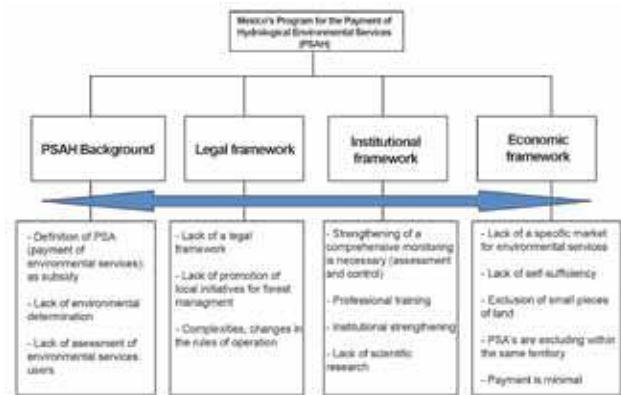 Mexico's Program for the Payment of
Hydrological Environmental Services
(PSAH)
PSAH Background
Legal framework
Institutional
framework
Economic
framework
- Definition of PSA
(payment of
environmental services)
as subsidy
- Lack of environmental
determination
- Lack of assessment of
environmental services
users
- Lack of a legal
framework
- Lack of promotion of
local initiatives for forest
managment
- Complexities, changes in
the rules of operation
- Strengthening of a
comprehensive monitoring
is necessary (assessment
and control)
- Professional training
- Institutional strengthening
- Lack of scientific
research
- Lack of a specific market
for environmental services
- Lack of self-sufficiency
- Exclusion of small pieces
of land
- PSA's are excluding within
the same territory
- Payment is minimal